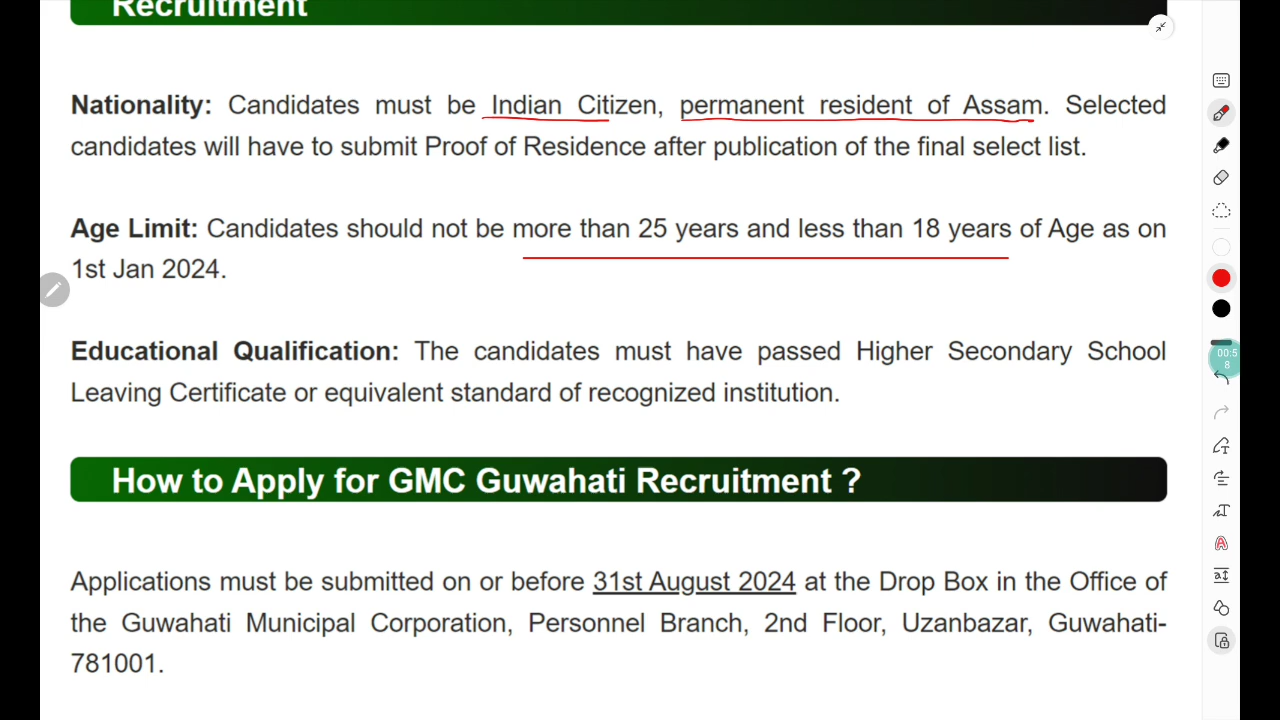 Recruitment
Nationality: Candidates must be Indian Citizen, permanent resident of Assam. Selected
candidates will have to submit Proof of Residence after publication of the final select list.
Age Limit: Candidates should not be more than 25 years and less than 18 years of Age as on
1st Jan 2024.
Educational Qualification: The candidates must have passed Higher Secondary School
Leaving Certificate or equivalent standard of recognized institution.
00:5
8
How to Apply for GMC Guwahati Recruitment ?
Applications must be submitted on or before 31st August 2024 at the Drop Box in the Office of
the Guwahati Municipal Corporation, Personnel Branch, 2nd Floor, Uzanbazar, Guwahati-
781001.